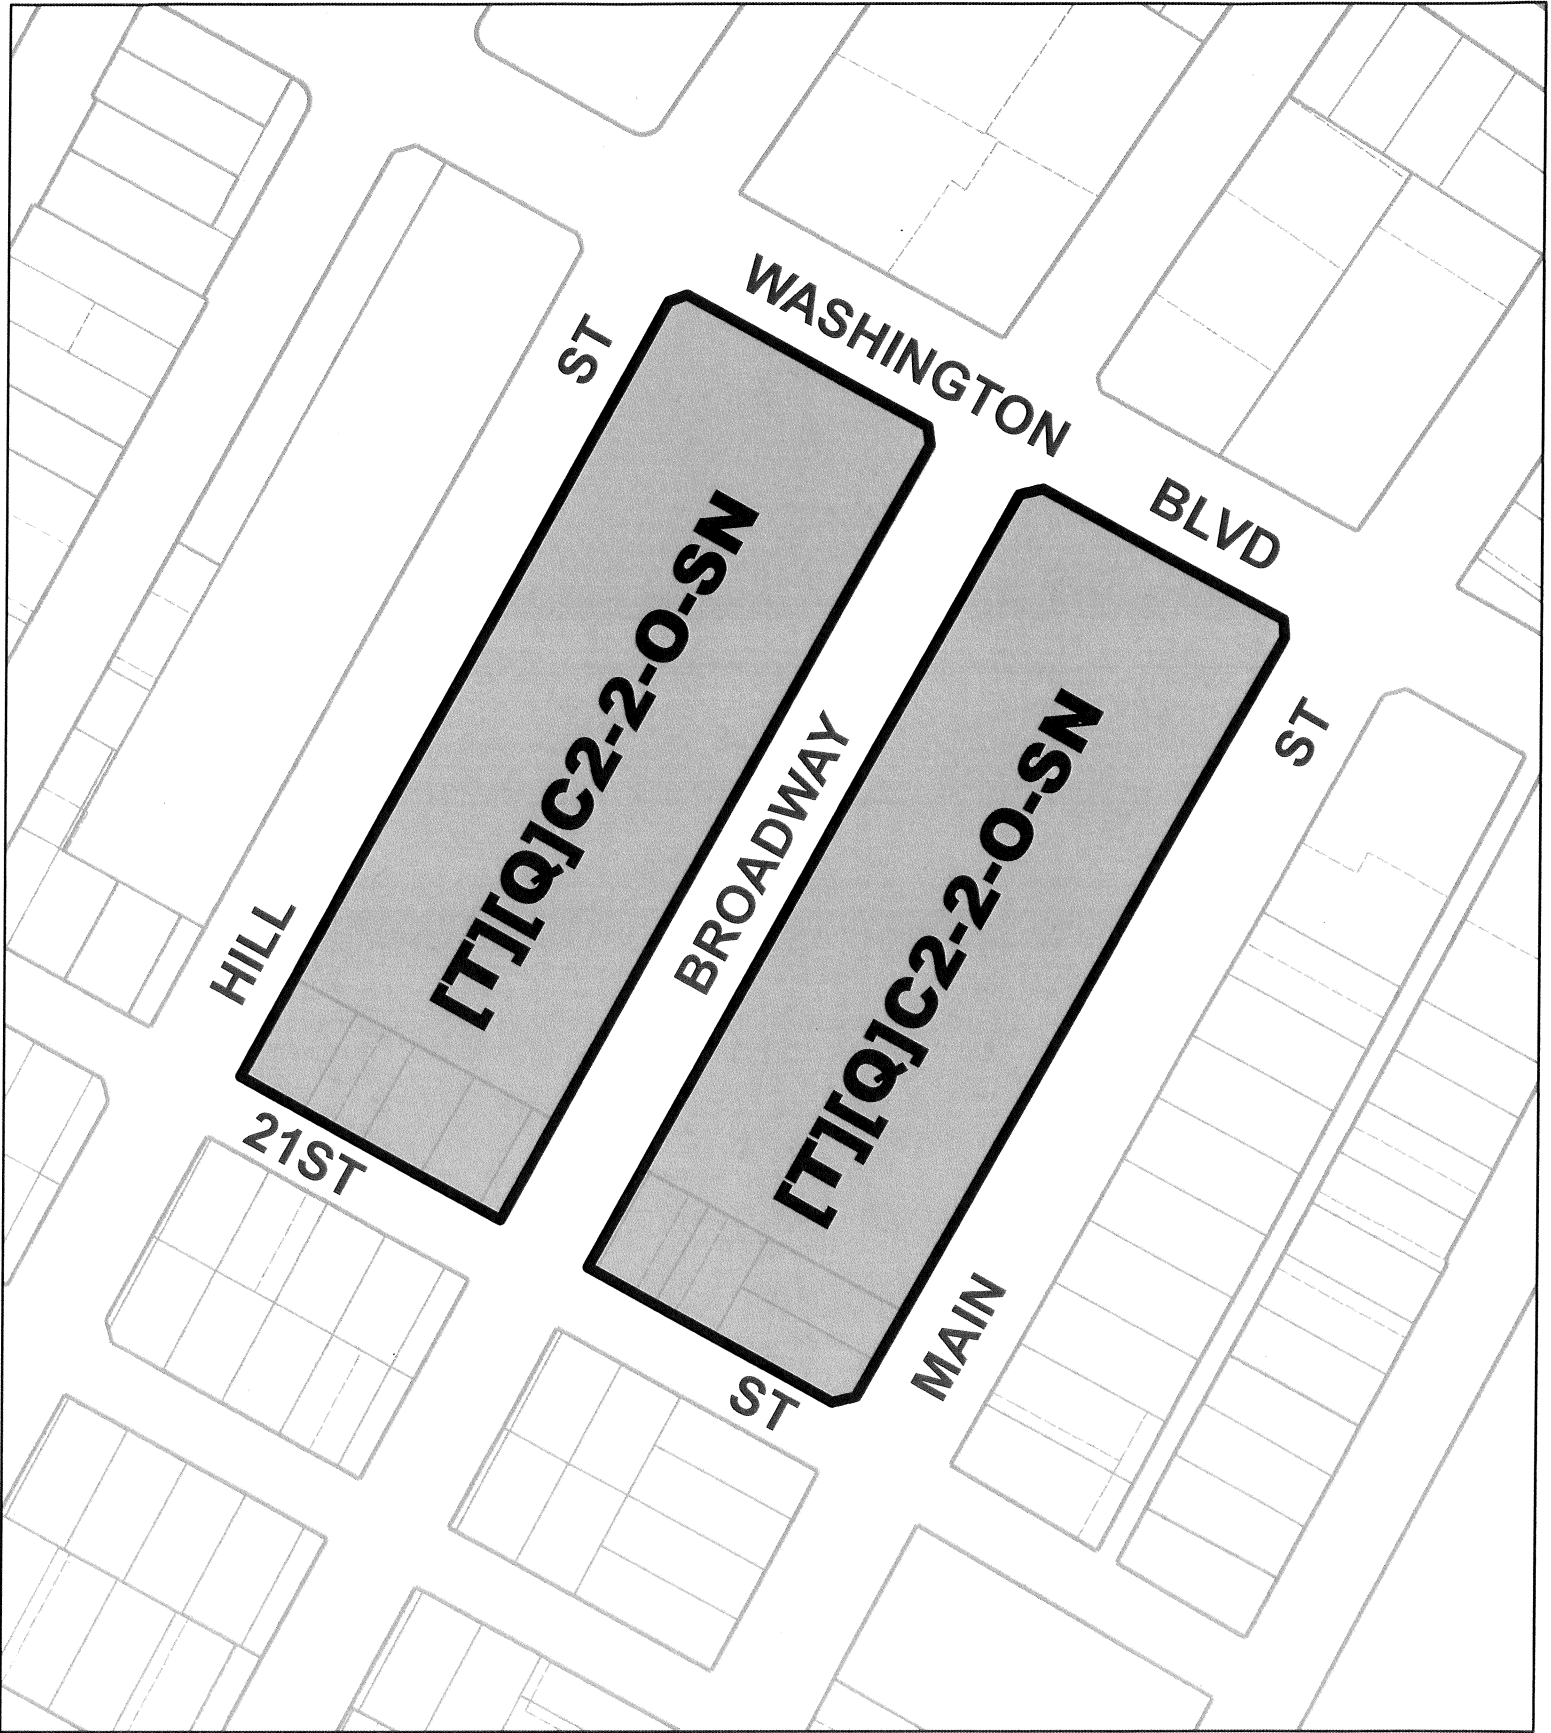 WASHINGTON BLVD
HILL ST
[T][Q]C2-2-O-SN
BROADWAY
[T][Q]C2-2-O-SN
MAIN ST
21ST ST